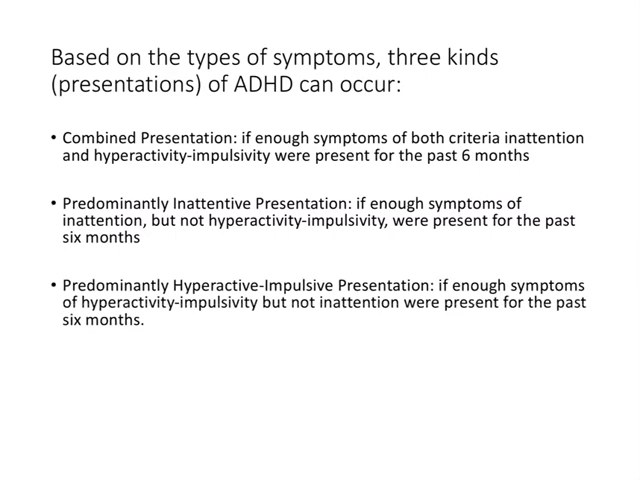 Based on the types of symptoms, three kinds
(presentations) of ADHD can occur:
• Combined Presentation: if enough symptoms of both criteria inattention
and hyperactivity-impulsivity were present for the past 6 months
• Predominantly Inattentive Presentation: if enough symptoms of
inattention, but not hyperactivity-impulsivity, were present for the past
six months
• Predominantly Hyperactive-Impulsive Presentation: if enough symptoms
of hyperactivity-impulsivity but not inattention were present for the past
six months.